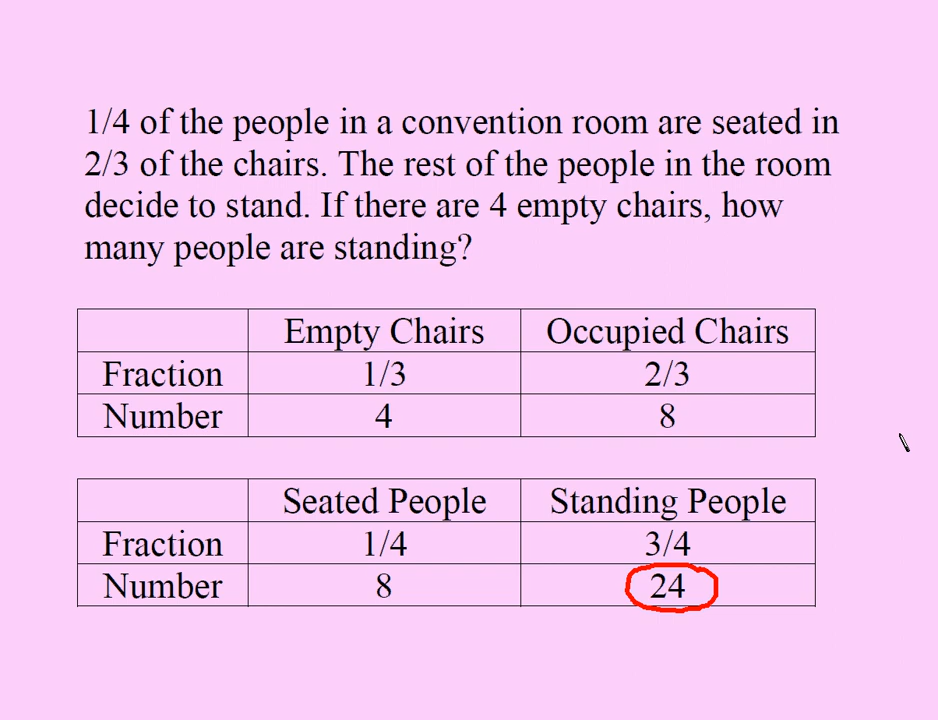 1/4 of the people in a convention room are seated in
2/3 of the chairs. The rest of the people in the room
decide to stand. If there are 4 empty chairs, how
many people are standing?
Empty Chairs Occupied Chairs
Fraction 1/3 2/3
Number 4 8
Seated People Standing People
Fraction 1/4 3/4
Number 8 24